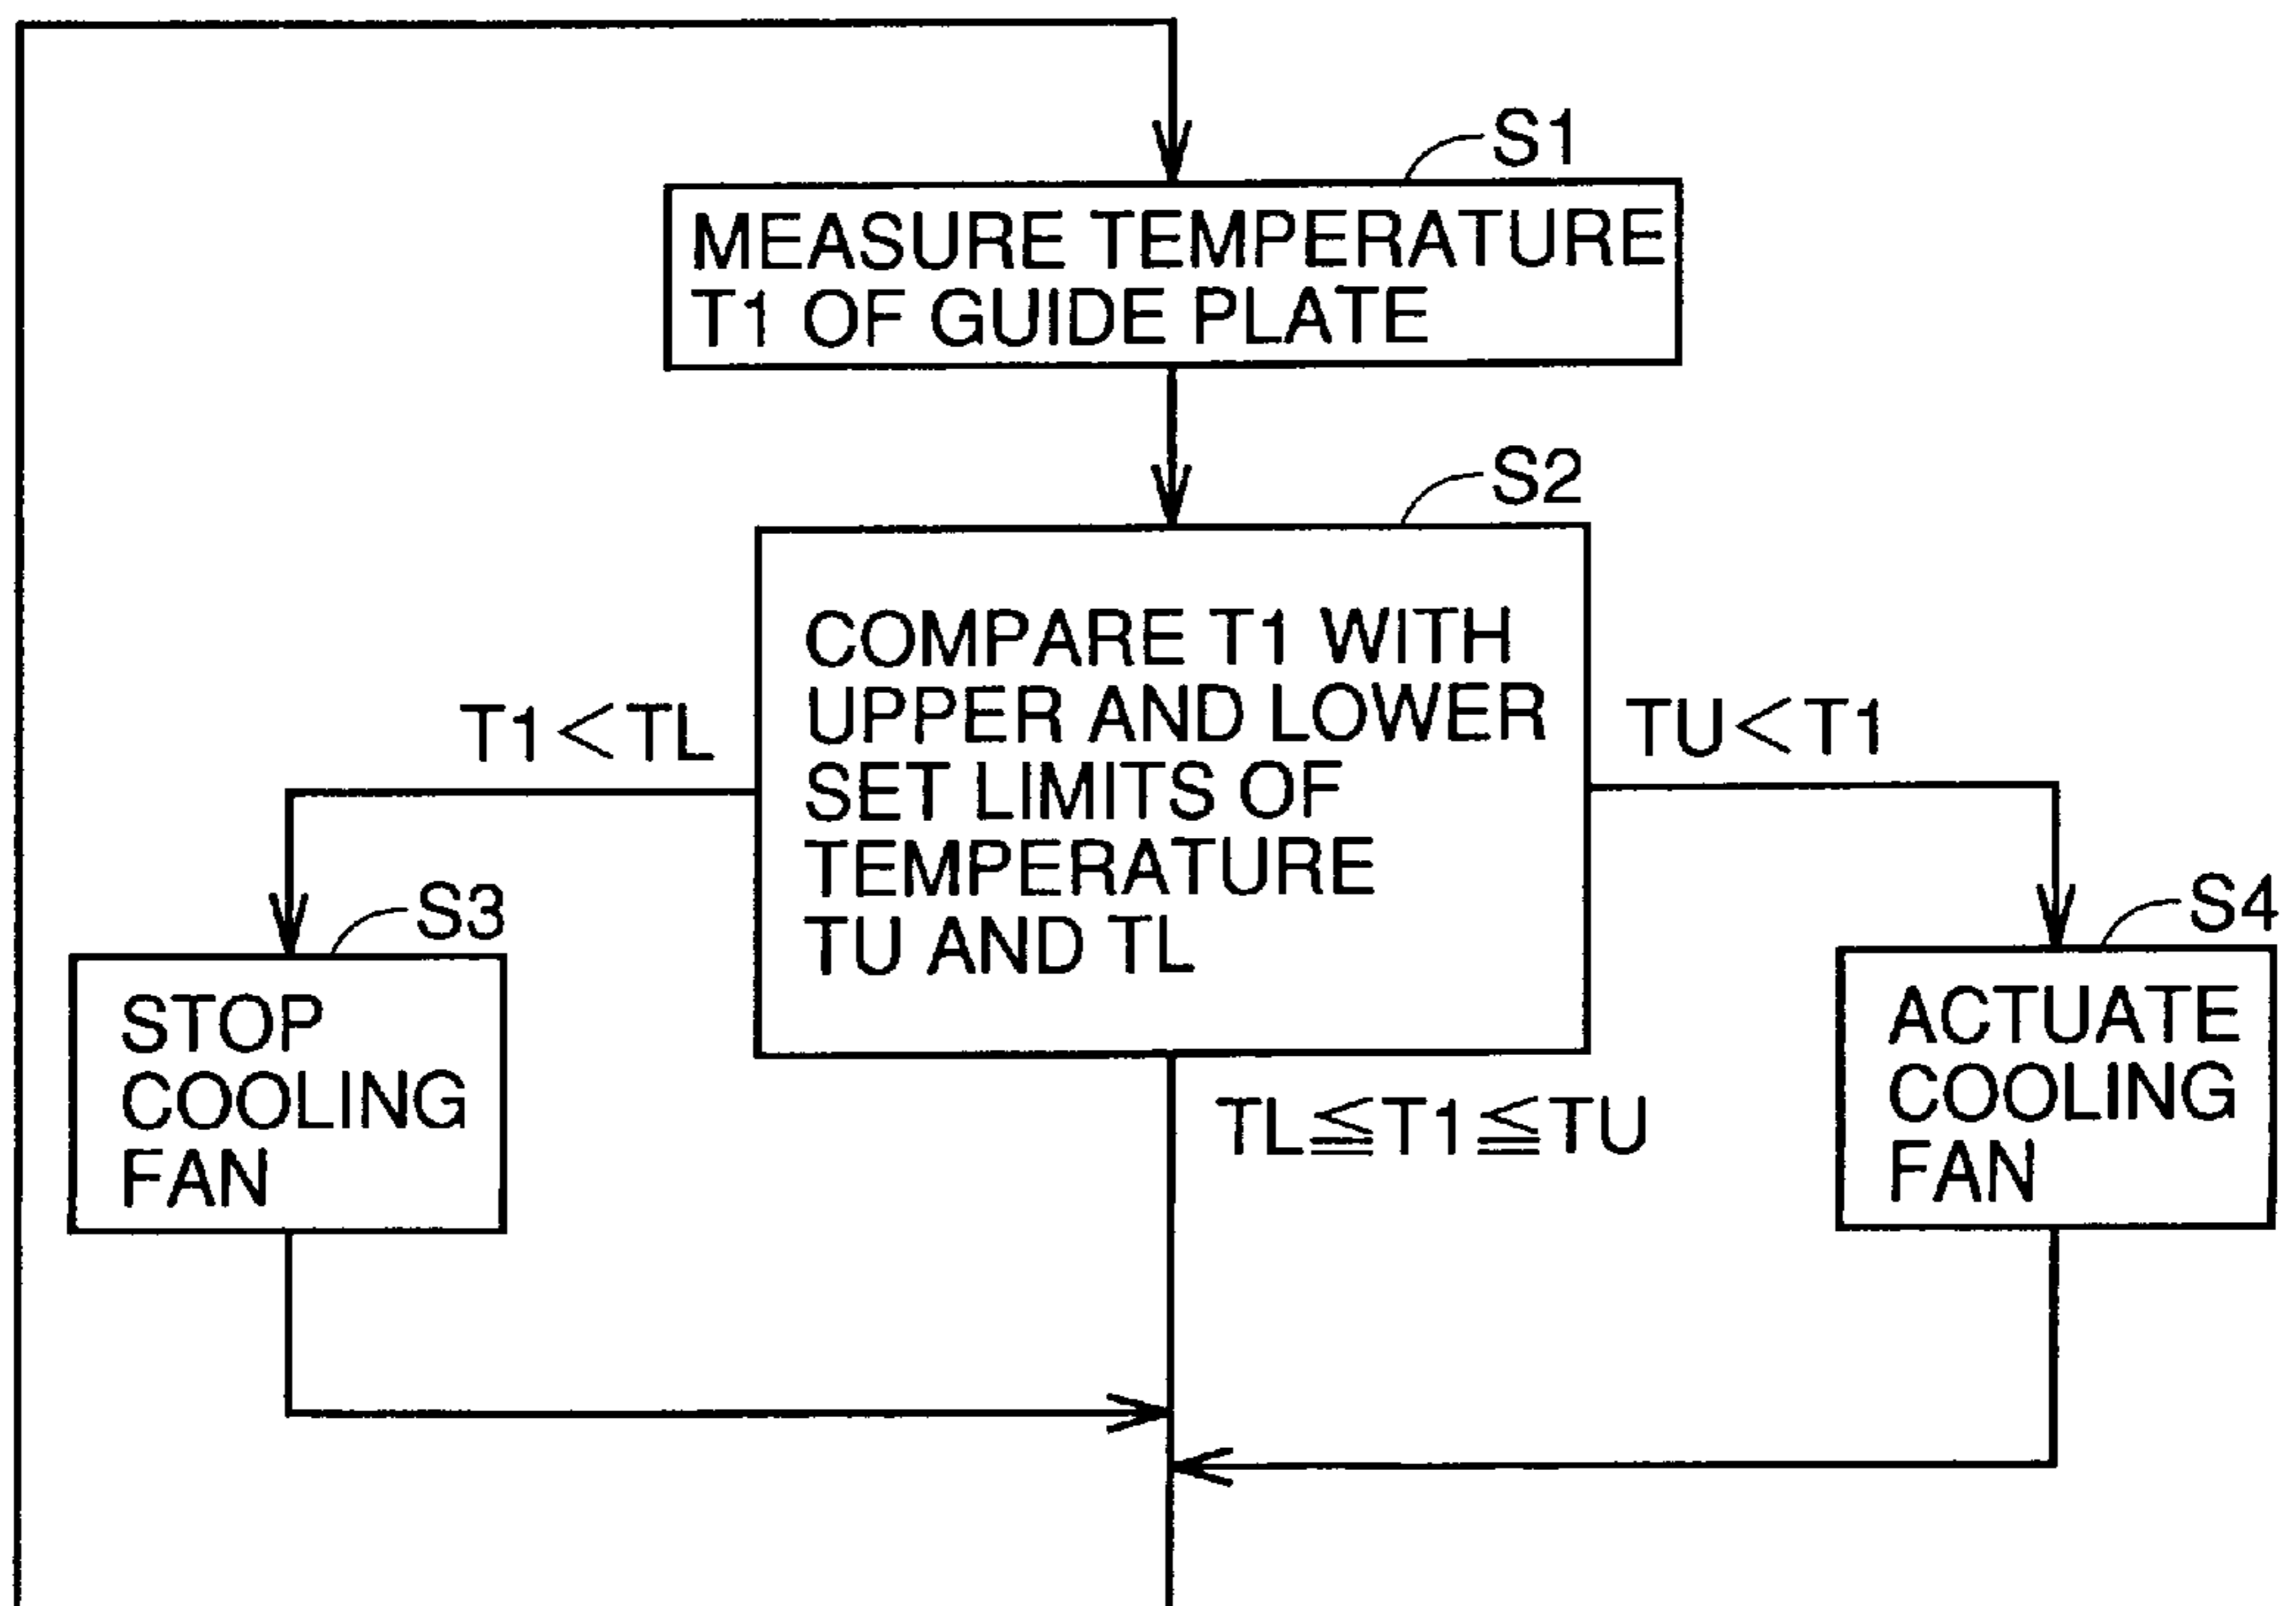 S1
MEASURE TEMPERATURE
T1 OF GUIDE PLATE
S2
COMPARE T1 WITH
UPPER AND LOWER
SET LIMITS OF
TEMPERATURE
TU AND TL
T1<TL
TU<T1
S3
STOP
COOLING
FAN
S4
ACTUATE
COOLING
FAN
TL≦T1≦TU